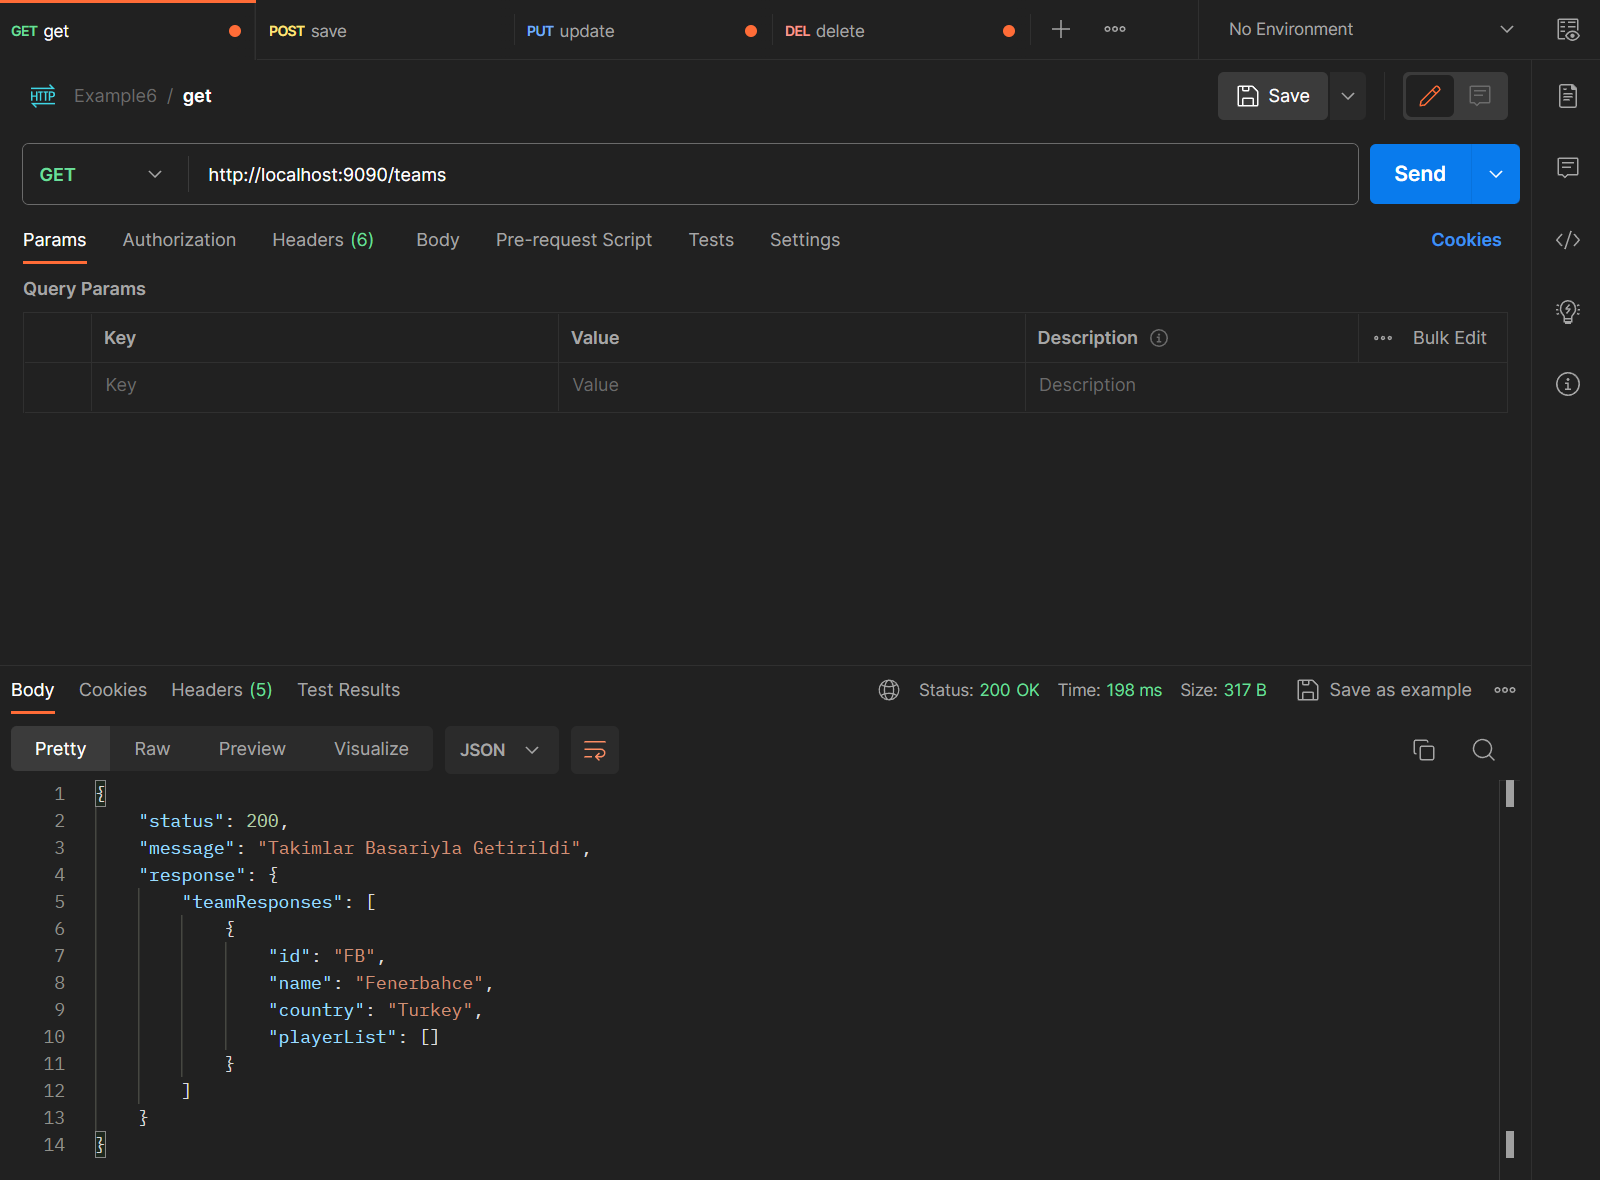 GET get POST save PUT update DEL delete No Environment
HTTP Example6 / get Save
GET http://localhost:9090/teams Send
Params Authorization Headers (6) Body Pre-request Script Tests Settings Cookies
Query Params
Key Value Description Bulk Edit
Key Value Description
Body Cookies Headers (5) Test Results Status: 200 OK Time: 198 ms Size: 317 B Save as example
Pretty Raw Preview Visualize JSON
1 {
2 "status": 200,
3 "message": "Takimlar Basariyla Getirildi",
4 "response": {
5 "teamResponses": [
6 {
7 "id": "FB",
8 "name": "Fenerbahce",
9 "country": "Turkey",
10 "playerList": []
11 }
12 ]
13 }
14 }